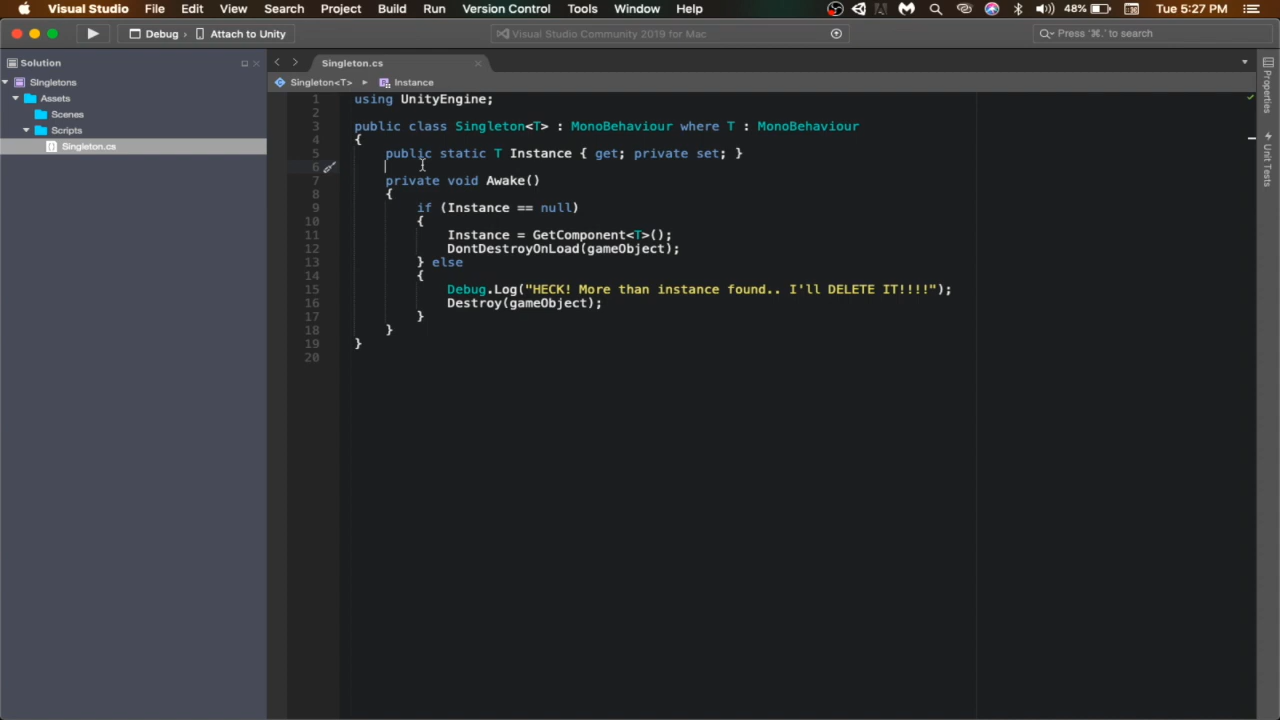 Visual Studio File Edit View Search Project Build Run Version Control Tools Window Help 48% Tue 5:27 PM
Debug › Attach to Unity Visual Studio Community 2019 for Mac Press '⌘.' to search
Solution
Singleton.cs
Singletons
Assets
Scenes
Scripts
Singleton.cs
Singleton<T> Instance
1 using UnityEngine;
2
3 public class Singleton<T> : MonoBehaviour where T : MonoBehaviour
4 {
5 public static T Instance { get; private set; }
6
7 private void Awake()
8 {
9 if (Instance == null)
10 {
11 Instance = GetComponent<T>();
12 DontDestroyOnLoad(gameObject);
13 } else
14 {
15 Debug.Log("HECK! More than instance found.. I'll DELETE IT!!!!");
16 Destroy(gameObject);
17 }
18 }
19 }
20
Properties
Unit Tests